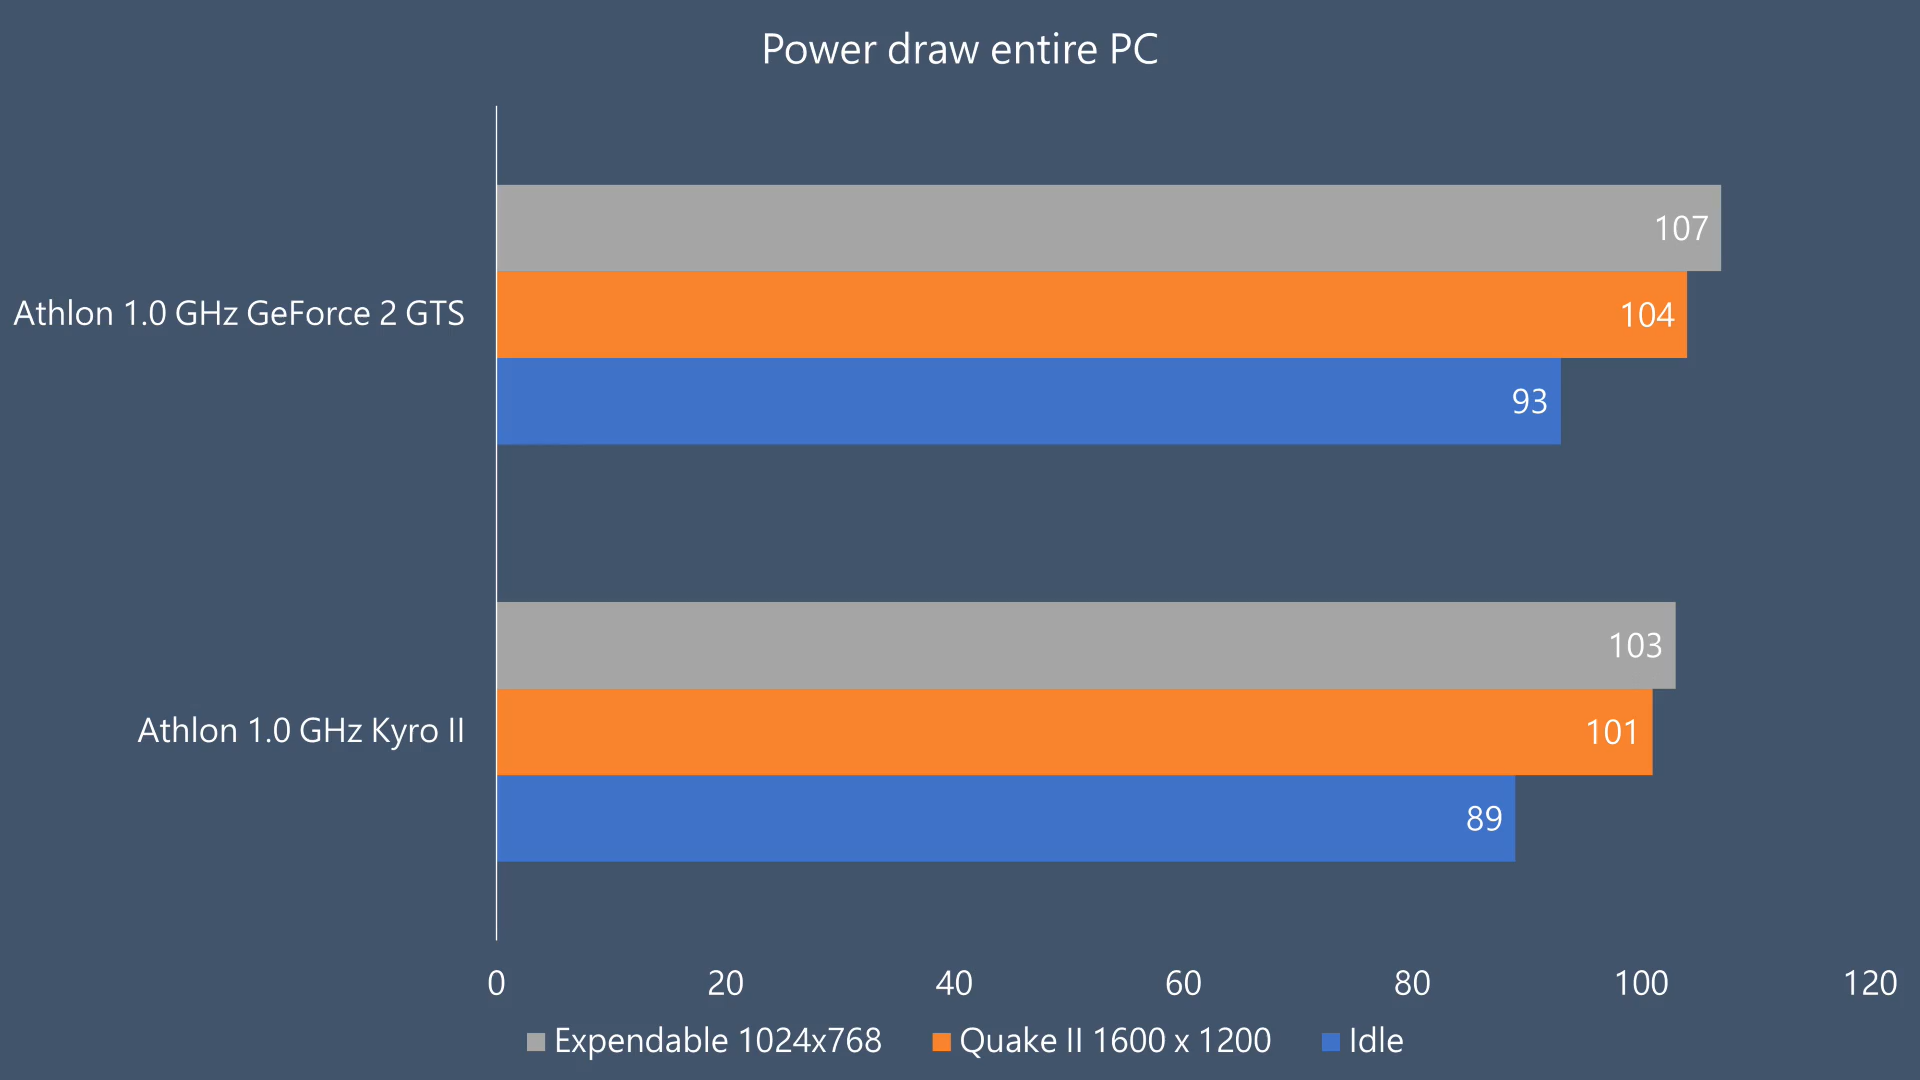 Power draw entire PC
107
Athlon 1.0 GHz GeForce 2 GTS
104
93
103
Athlon 1.0 GHz Kyro II
101
89
0 20 40 60 80 100 120
Expendable 1024x768 Quake II 1600 x 1200 Idle